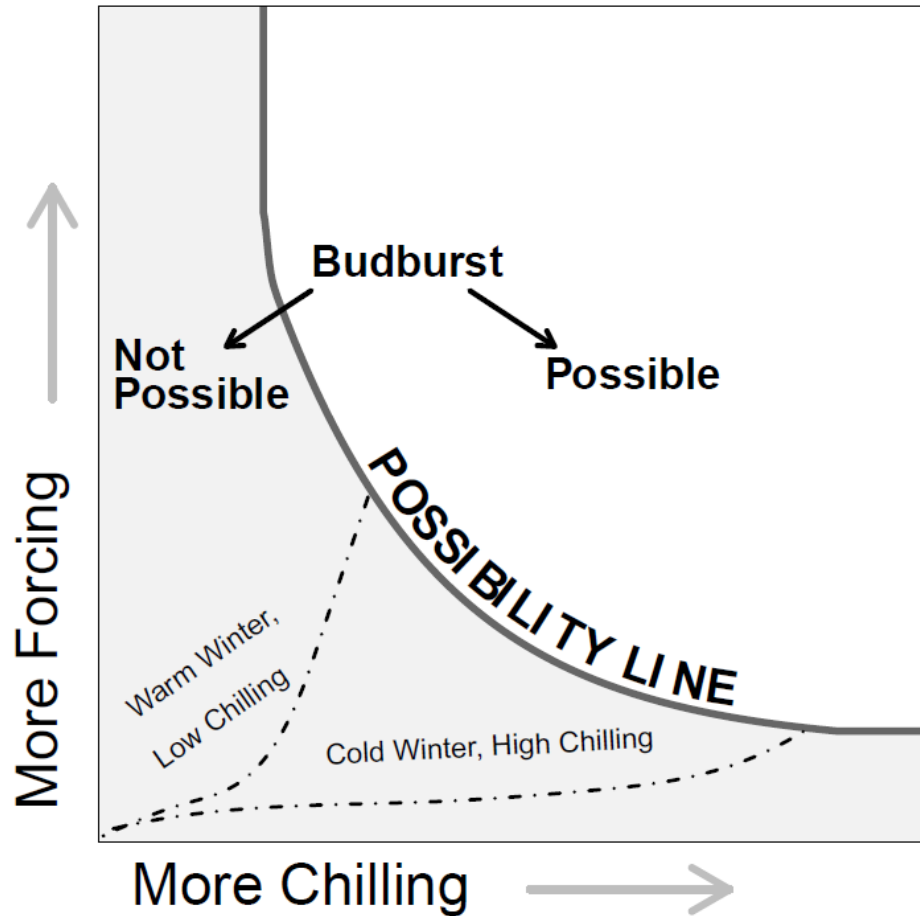 Budburst
Not
Possible
Possible
POSSIBILITY LINE
Warm Winter,
Low Chilling
Cold Winter, High Chilling
More Forcing
More Chilling